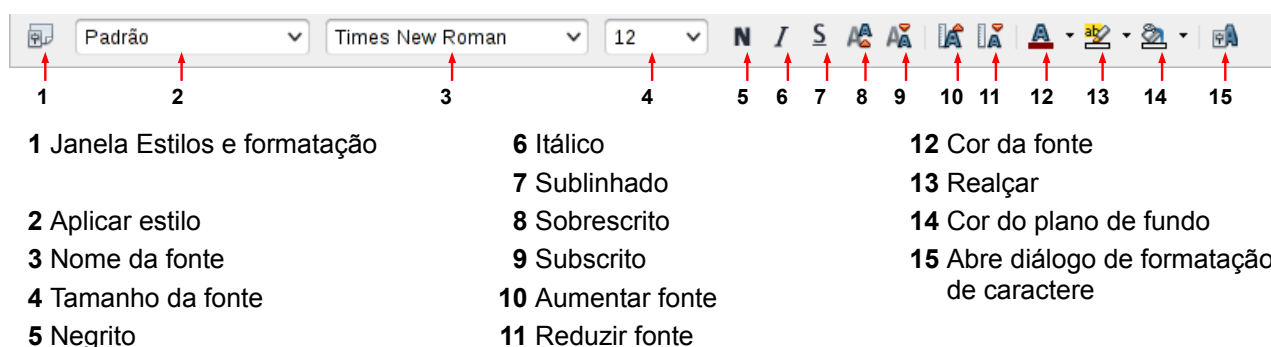 Padrão Times New Roman 12 N I S
1 2 3 4 5 6 7 8 9 10 11 12 13 14 15
1 Janela Estilos e formatação
2 Aplicar estilo
3 Nome da fonte
4 Tamanho da fonte
5 Negrito
6 Itálico
7 Sublinhado
8 Sobrescrito
9 Subscrito
10 Aumentar fonte
11 Reduzir fonte
12 Cor da fonte
13 Realçar
14 Cor do plano de fundo
15 Abre diálogo de formatação
de caractere